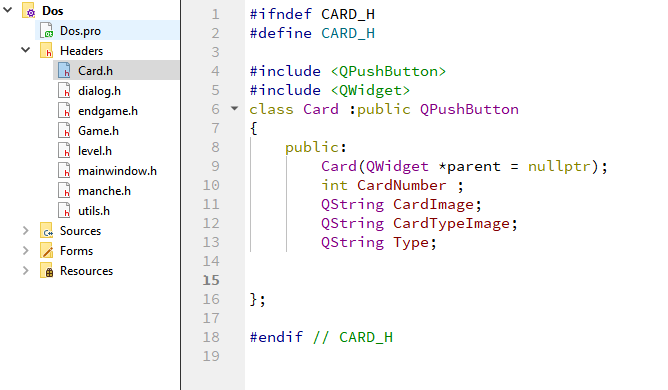 Dos
Dos.pro
Headers
Card.h
dialog.h
endgame.h
Game.h
level.h
mainwindow.h
manche.h
utils.h
Sources
Forms
Resources
1 #ifndef CARD_H
2 #define CARD_H
3
4 #include <QPushButton>
5 #include <QWidget>
6 class Card :public QPushButton
7 {
8     public:
9         Card(QWidget *parent = nullptr);
10         int CardNumber ;
11         QString CardImage;
12         QString CardTypeImage;
13         QString Type;
14
15
16 };
17
18 #endif // CARD_H
19